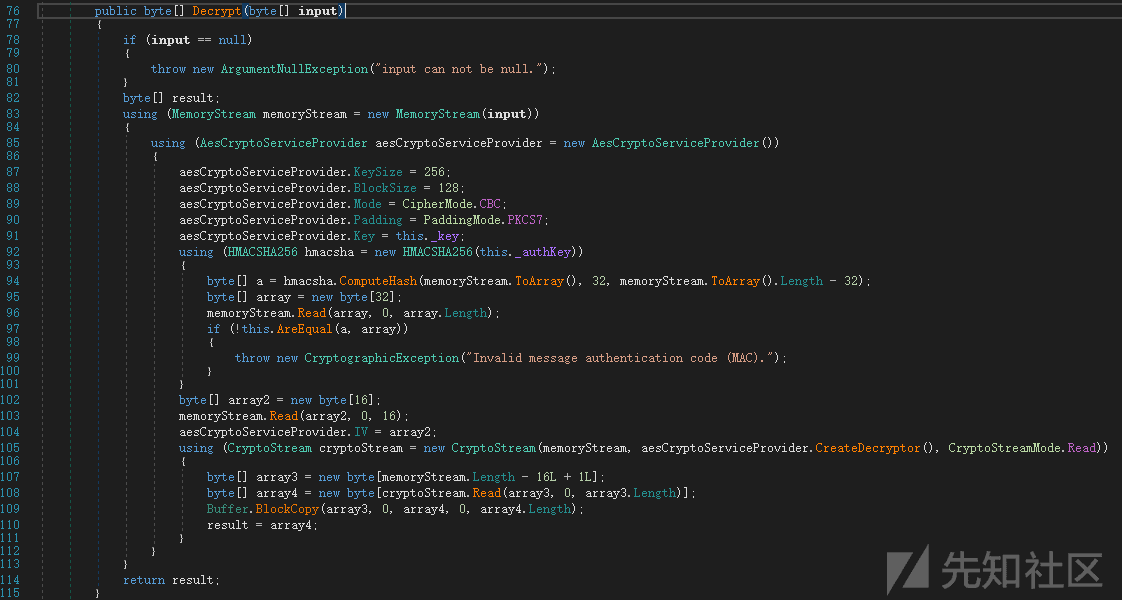 76 public byte[] Decrypt(byte[] input)
77 {
78 if (input == null)
79 {
80 throw new ArgumentNullException("input can not be null.");
81 }
82 byte[] result;
83 using (MemoryStream memoryStream = new MemoryStream(input))
84 {
85 using (AesCryptoServiceProvider aesCryptoServiceProvider = new AesCryptoServiceProvider())
86 {
87 aesCryptoServiceProvider.KeySize = 256;
88 aesCryptoServiceProvider.BlockSize = 128;
89 aesCryptoServiceProvider.Mode = CipherMode.CBC;
90 aesCryptoServiceProvider.Padding = PaddingMode.PKCS7;
91 aesCryptoServiceProvider.Key = this._key;
92 using (HMACSHA256 hmacsha = new HMACSHA256(this._authKey))
93 {
94 byte[] a = hmacsha.ComputeHash(memoryStream.ToArray(), 32, memoryStream.ToArray().Length - 32);
95 byte[] array = new byte[32];
96 memoryStream.Read(array, 0, array.Length);
97 if (!this.AreEqual(a, array))
98 {
99 throw new CryptographicException("Invalid message authentication code (MAC).");
100 }
101 }
102 byte[] array2 = new byte[16];
103 memoryStream.Read(array2, 0, 16);
104 aesCryptoServiceProvider.IV = array2;
105 using (CryptoStream cryptoStream = new CryptoStream(memoryStream, aesCryptoServiceProvider.CreateDecryptor(), CryptoStreamMode.Read))
106 {
107 byte[] array3 = new byte[memoryStream.Length - 16L + 1L];
108 byte[] array4 = new byte[cryptoStream.Read(array3, 0, array3.Length)];
109 Buffer.BlockCopy(array3, 0, array4, 0, array4.Length);
110 result = array4;
111 }
112 }
113 }
114 return result;
115 }
先知社区